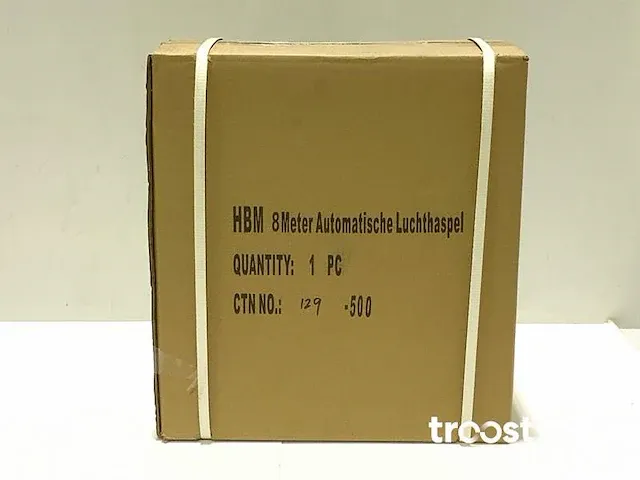 HBM 8 Meter Automatische Luchthaspel
QUANTITY: 1 PC
CTN NO.: 129 -500
troost